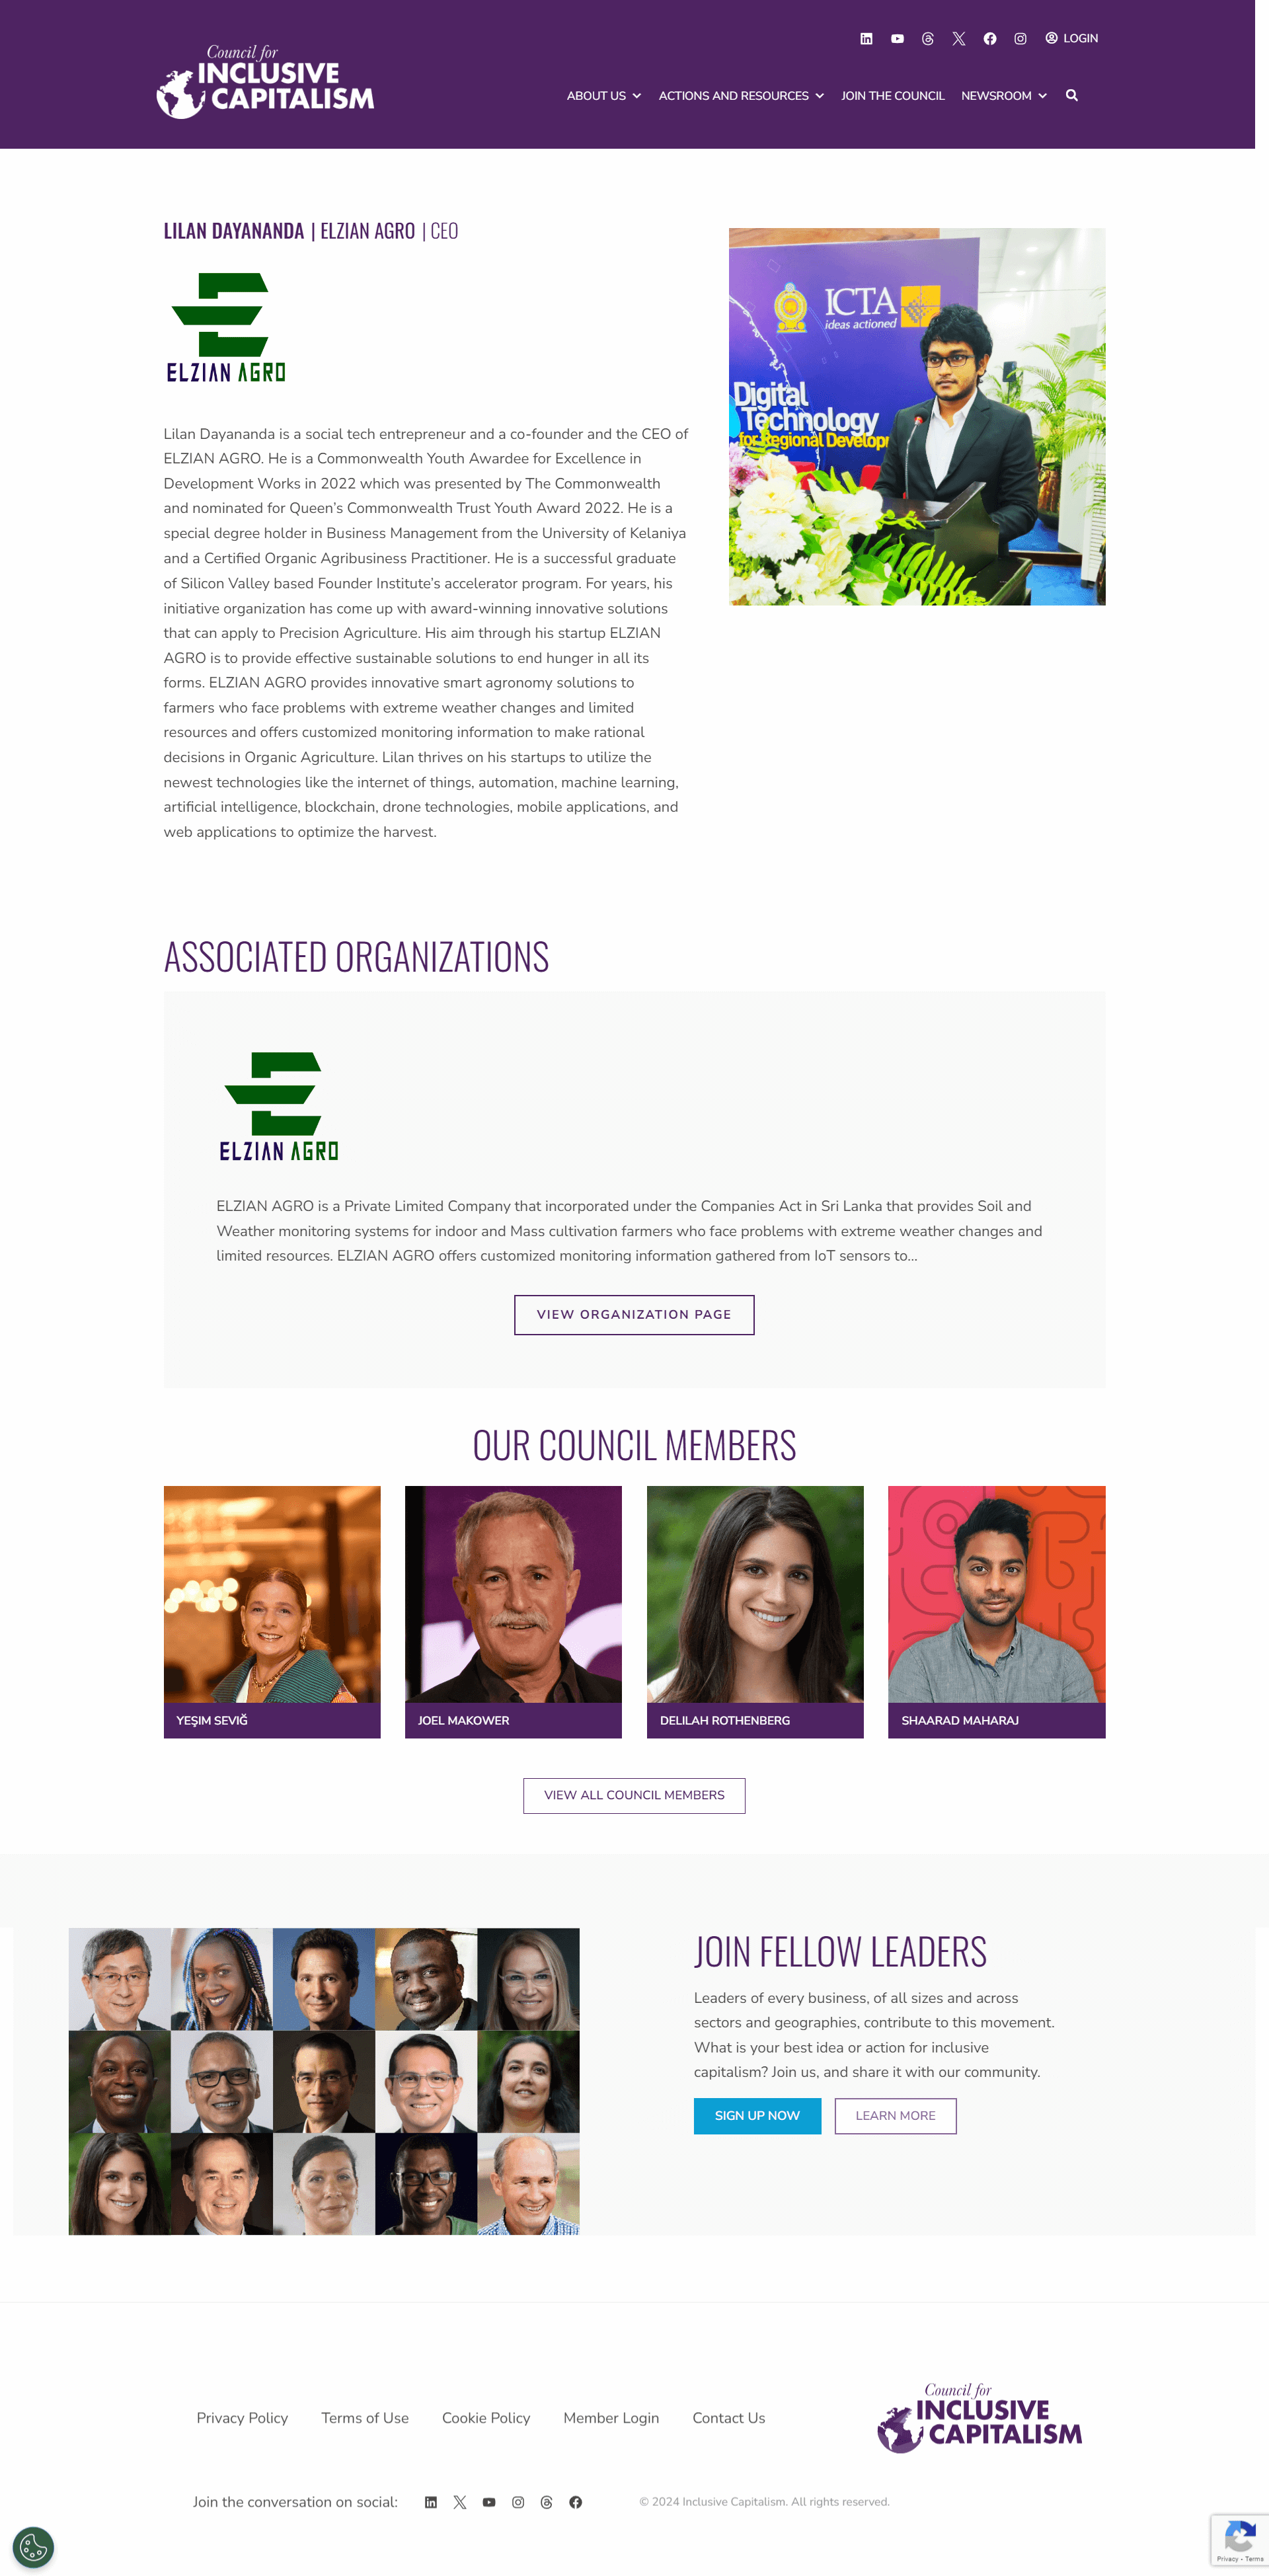 LOGIN
Council for
INCLUSIVE
CAPITALISM
ABOUT US
ACTIONS AND RESOURCES
JOIN THE COUNCIL
NEWSROOM
LILAN DAYANANDA | ELZIAN AGRO | CEO
ELZIAN AGRO
ICTA
ideas actioned
Digital
Technology
for Regional Develop
Lilan Dayananda is a social tech entrepreneur and a co-founder and the CEO of
ELZIAN AGRO. He is a Commonwealth Youth Awardee for Excellence in
Development Works in 2022 which was presented by The Commonwealth
and nominated for Queen’s Commonwealth Trust Youth Award 2022. He is a
special degree holder in Business Management from the University of Kelaniya
and a Certified Organic Agribusiness Practitioner. He is a successful graduate
of Silicon Valley based Founder Institute’s accelerator program. For years, his
initiative organization has come up with award-winning innovative solutions
that can apply to Precision Agriculture. His aim through his startup ELZIAN
AGRO is to provide effective sustainable solutions to end hunger in all its
forms. ELZIAN AGRO provides innovative smart agronomy solutions to
farmers who face problems with extreme weather changes and limited
resources and offers customized monitoring information to make rational
decisions in Organic Agriculture. Lilan thrives on his startups to utilize the
newest technologies like the internet of things, automation, machine learning,
artificial intelligence, blockchain, drone technologies, mobile applications, and
web applications to optimize the harvest.
ASSOCIATED ORGANIZATIONS
ELZIAN AGRO
ELZIAN AGRO is a Private Limited Company that incorporated under the Companies Act in Sri Lanka that provides Soil and
Weather monitoring systems for indoor and Mass cultivation farmers who face problems with extreme weather changes and
limited resources. ELZIAN AGRO offers customized monitoring information gathered from IoT sensors to...
VIEW ORGANIZATION PAGE
OUR COUNCIL MEMBERS
YEŞIM SEVIĞ
JOEL MAKOWER
DELILAH ROTHENBERG
SHAARAD MAHARAJ
VIEW ALL COUNCIL MEMBERS
JOIN FELLOW LEADERS
Leaders of every business, of all sizes and across
sectors and geographies, contribute to this movement.
What is your best idea or action for inclusive
capitalism? Join us, and share it with our community.
SIGN UP NOW
LEARN MORE
Privacy Policy
Terms of Use
Cookie Policy
Member Login
Contact Us
Council for
INCLUSIVE
CAPITALISM
Join the conversation on social:
© 2024 Inclusive Capitalism. All rights reserved.
Privacy - Terms